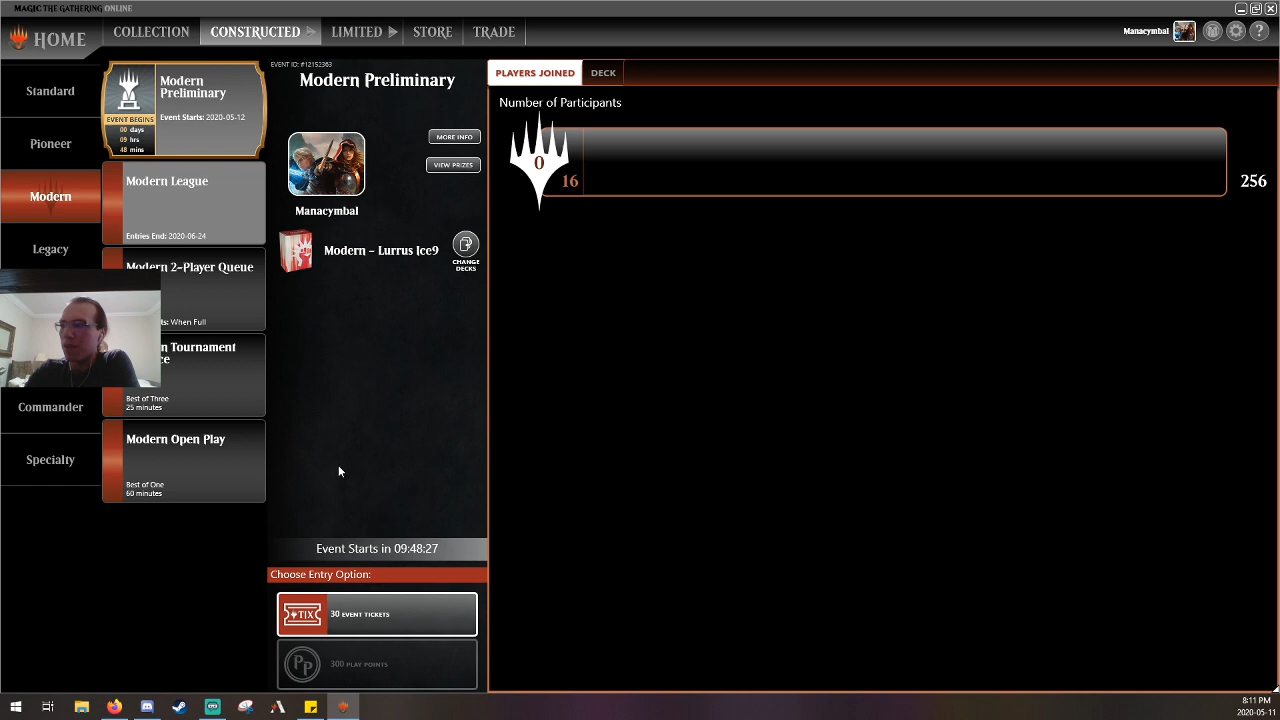 MAGIC THE GATHERING ONLINE
HOME
COLLECTION
CONSTRUCTED
LIMITED
STORE
TRADE
Manacymbal
?
Standard
Pioneer
Modern
Legacy
Commander
Specialty
Modern
Preliminary
Event Starts: 2020-05-12
EVENT BEGINS
00 days
09 hrs
48 mins
Modern League
Entries End: 2020-06-24
Modern 2-Player Queue
ts: When Full
n Tournament
ce
Best of Three
25 minutes
Modern Open Play
Best of One
60 minutes
EVENT ID: #12152363
Modern Preliminary
MORE INFO
VIEW PRIZES
Manacymbal
Modern - Lurrus Ice9
CHANGE
DECKS
Event Starts in 09:48:27
Choose Entry Option:
TIX
30 EVENT TICKETS
PP
300 PLAY POINTS
PLAYERS JOINED
DECK
Number of Participants
0
16
256
8:11 PM
2020-05-11